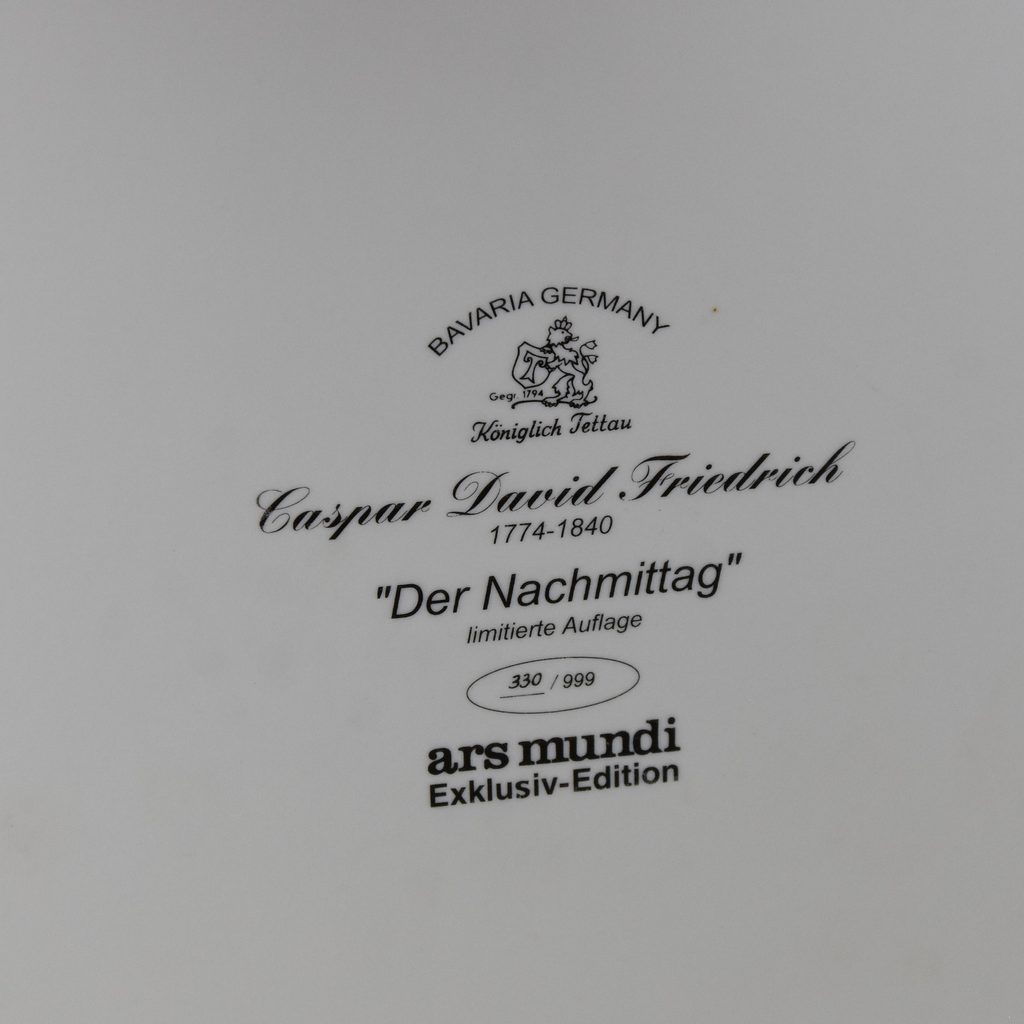 BAVARIA GERMANY
T
Gegr. 1794
Königlich Tettau
Caspar David Friedrich
1774-1840
"Der Nachmittag"
limitierte Auflage
330 / 999
ars mundi
Exklusiv-Edition